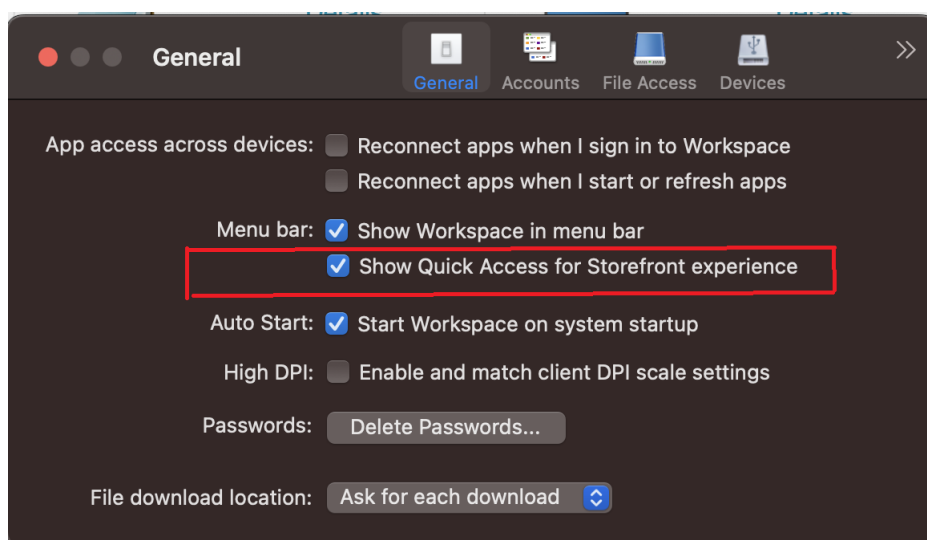 General
General Accounts File Access Devices
App access across devices: Reconnect apps when I sign in to Workspace
Reconnect apps when I start or refresh apps
Menu bar: Show Workspace in menu bar
Show Quick Access for Storefront experience
Auto Start: Start Workspace on system startup
High DPI: Enable and match client DPI scale settings
Passwords: Delete Passwords...
File download location: Ask for each download